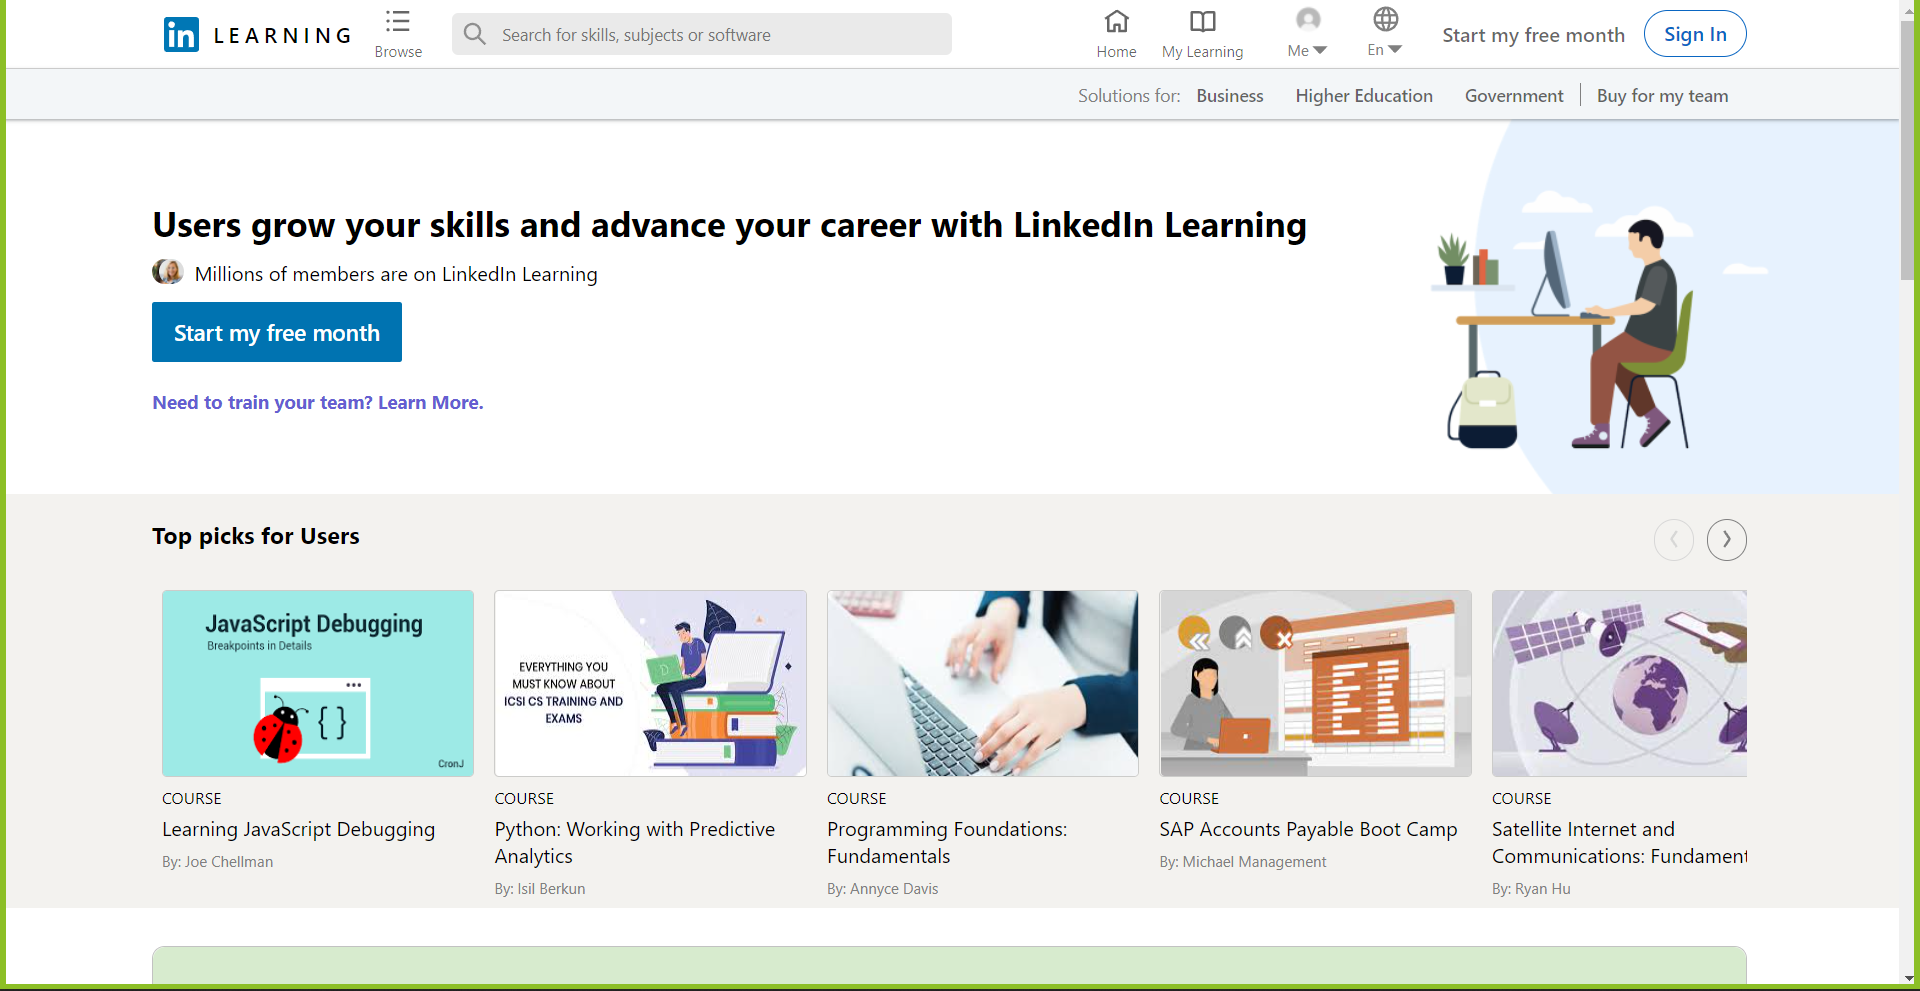 in LEARNING
Browse
Search for skills, subjects or software
Home
My Learning
Me
En
Start my free month
Sign In
Solutions for: Business Higher Education Government Buy for my team
Users grow your skills and advance your career with LinkedIn Learning
Millions of members are on LinkedIn Learning
Start my free month
Need to train your team? Learn More.
Top picks for Users
JavaScript Debugging
Breakpoints in Details
{ }
CronJ
COURSE
Learning JavaScript Debugging
By: Joe Chellman
EVERYTHING YOU
MUST KNOW ABOUT
ICSI CS TRAINING AND
EXAMS
COURSE
Python: Working with Predictive
Analytics
By: Isil Berkun
COURSE
Programming Foundations:
Fundamentals
By: Annyce Davis
COURSE
SAP Accounts Payable Boot Camp
By: Michael Management
COURSE
Satellite Internet and
Communications: Fundament
By: Ryan Hu